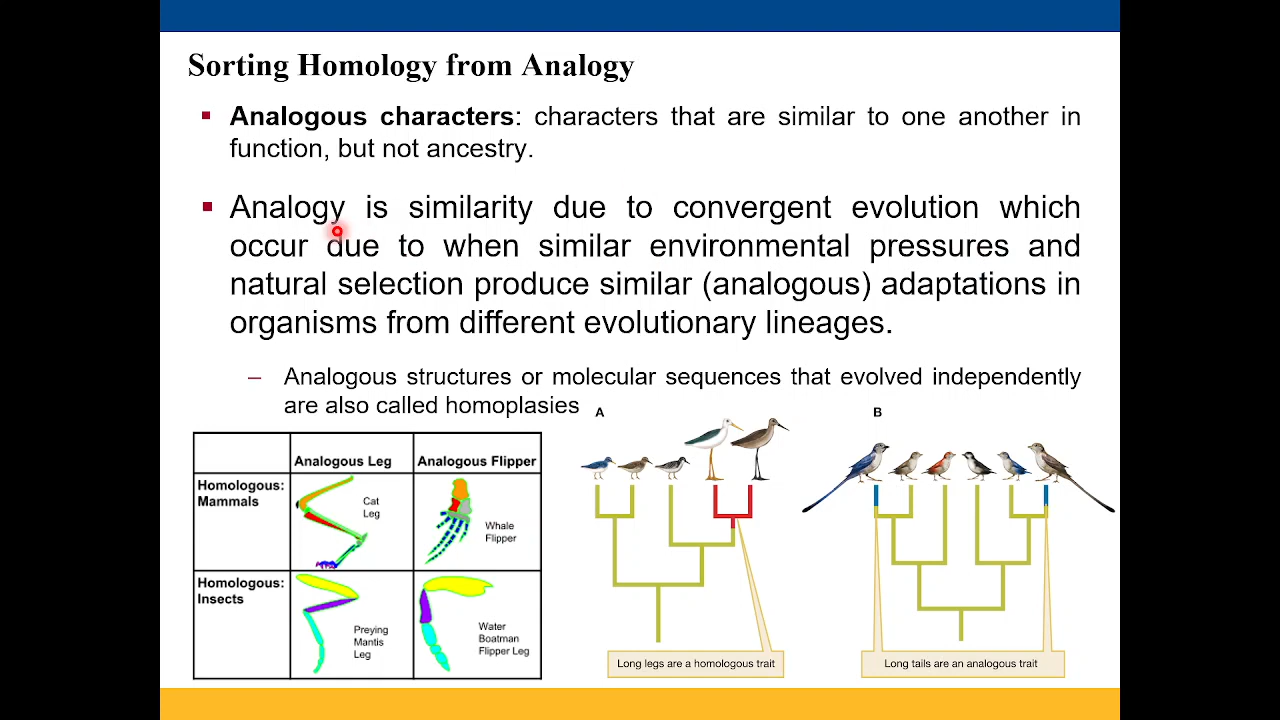 Sorting Homology from Analogy
▪ Analogous characters: characters that are similar to one another in
function, but not ancestry.
▪ Analogy is similarity due to convergent evolution which
occur due to when similar environmental pressures and
natural selection produce similar (analogous) adaptations in
organisms from different evolutionary lineages.
– Analogous structures or molecular sequences that evolved independently
are also called homoplasies
Analogous Leg
Analogous Flipper
Homologous:
Mammals
Cat
Leg
Whale
Flipper
Homologous:
Insects
Preying
Mantis
Leg
Water
Boatman
Flipper Leg
A
Long legs are a homologous trait
B
Long tails are an analogous trait